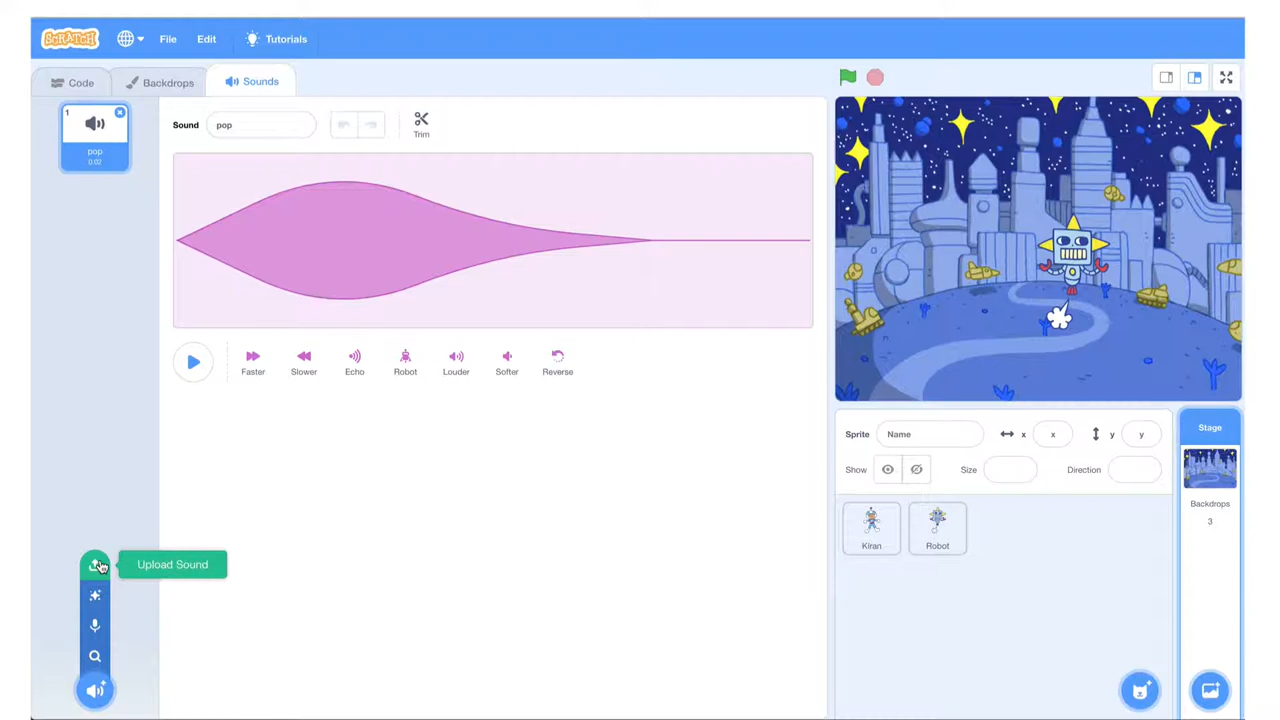 SCRATCH File Edit Tutorials
Code Backdrops Sounds
1
pop
0.02
Sound pop
Trim
Faster Slower Echo Robot Louder Softer Reverse
Upload Sound
Sprite Name x x y y
Show Size Direction
Kiran Robot
Stage
Backdrops
3